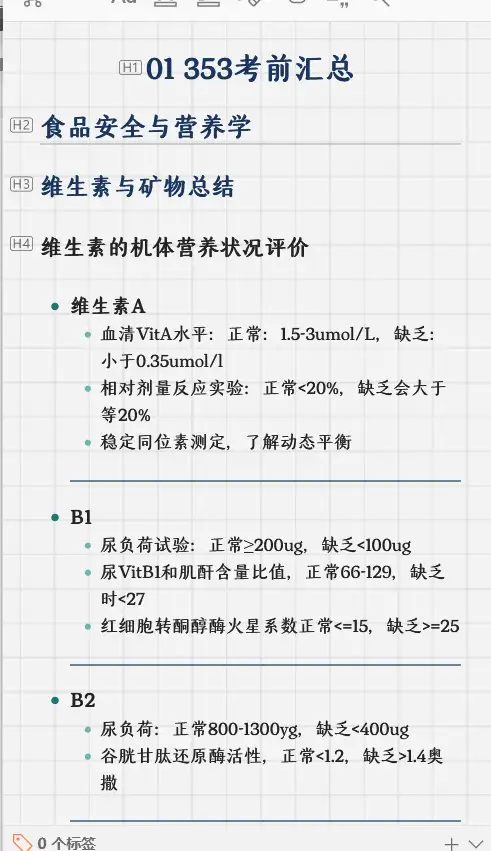 H1 01 353考前汇总
H2 食品安全与营养学
H3 维生素与矿物总结
H4 维生素的机体营养状况评价
维生素A
血清VitA水平：正常：1.5-3umol/L，缺乏：
小于0.35umol/l
相对剂量反应实验：正常<20%，缺乏会大于
等20%
稳定同位素测定，了解动态平衡
B1
尿负荷试验：正常≥200ug，缺乏<100ug
尿VitB1和肌酐含量比值，正常66-129，缺乏
时<27
红细胞转酮醇酶火星系数正常<=15，缺乏>=25
B2
尿负荷：正常800-1300yg，缺乏<400ug
谷胱甘肽还原酶活性，正常<1.2，缺乏>1.4奥
撒
0 个标签